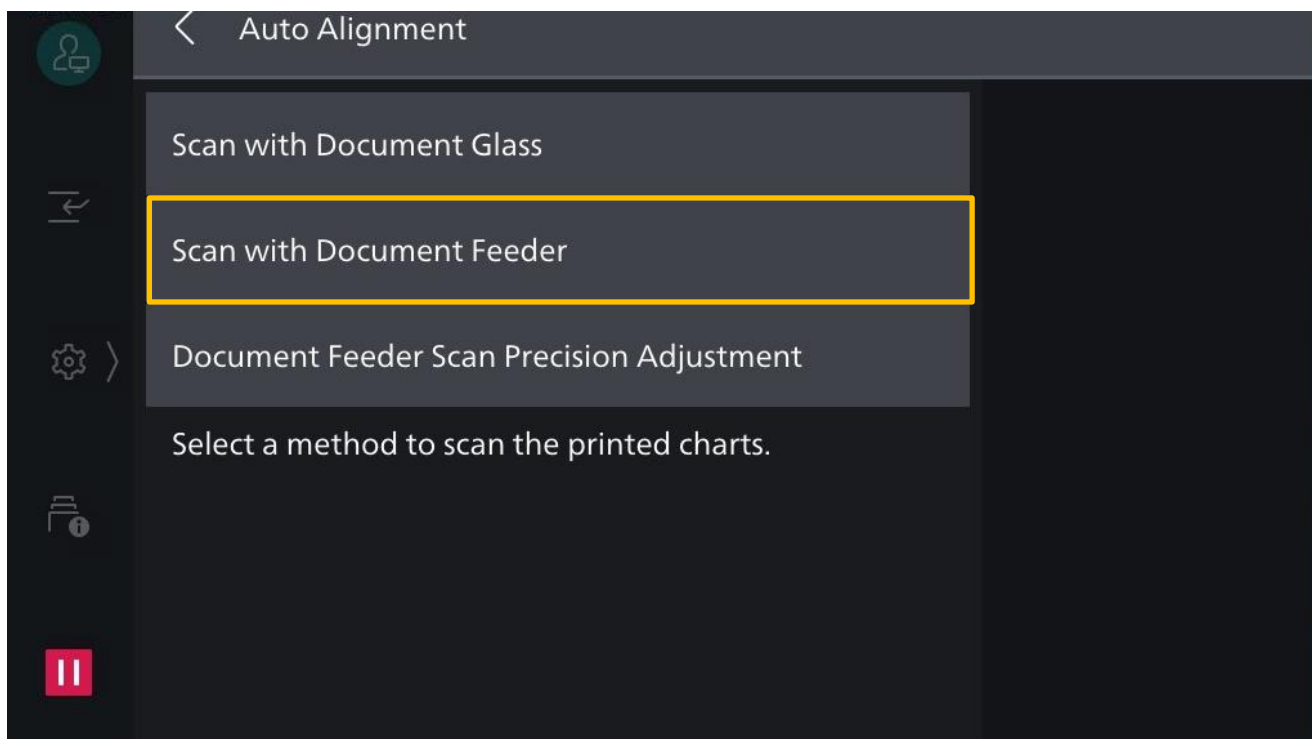 Auto Alignment
Scan with Document Glass
Scan with Document Feeder
Document Feeder Scan Precision Adjustment
Select a method to scan the printed charts.